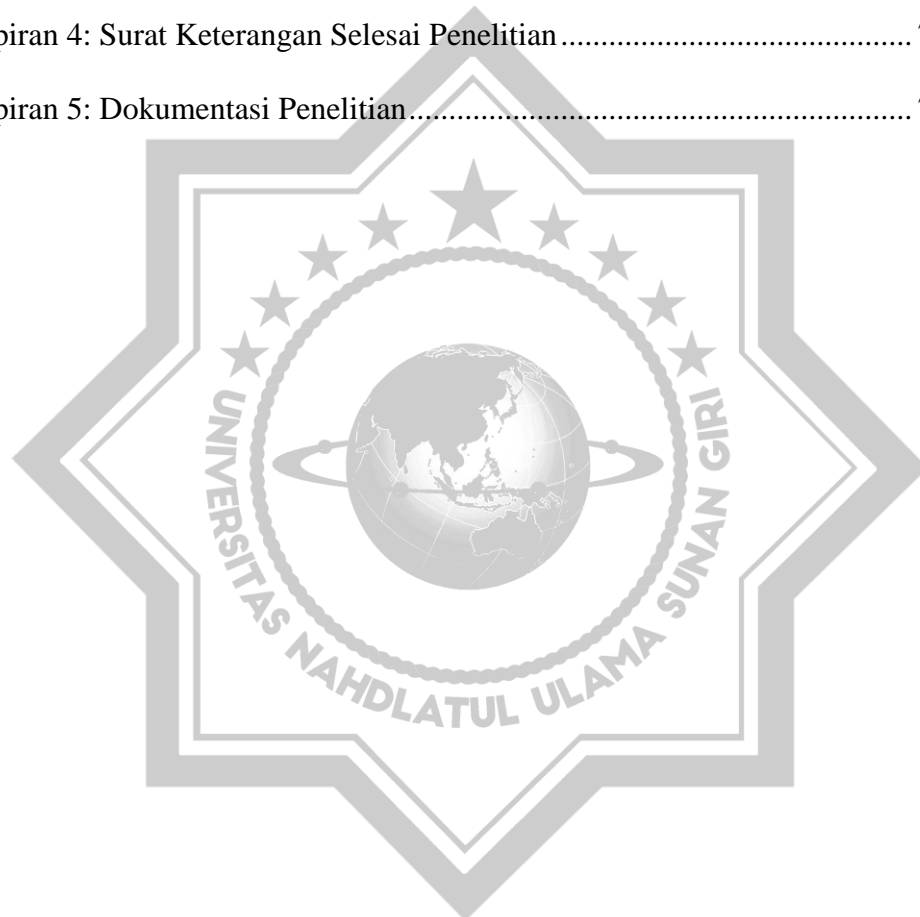 piran 4: Surat Keterangan Selesai Penelitian............................................
piran 5: Dokumentasi Penelitian...............................................................
UNIVERSITAS NAHDLATUL ULAMA SUNAN GIRI